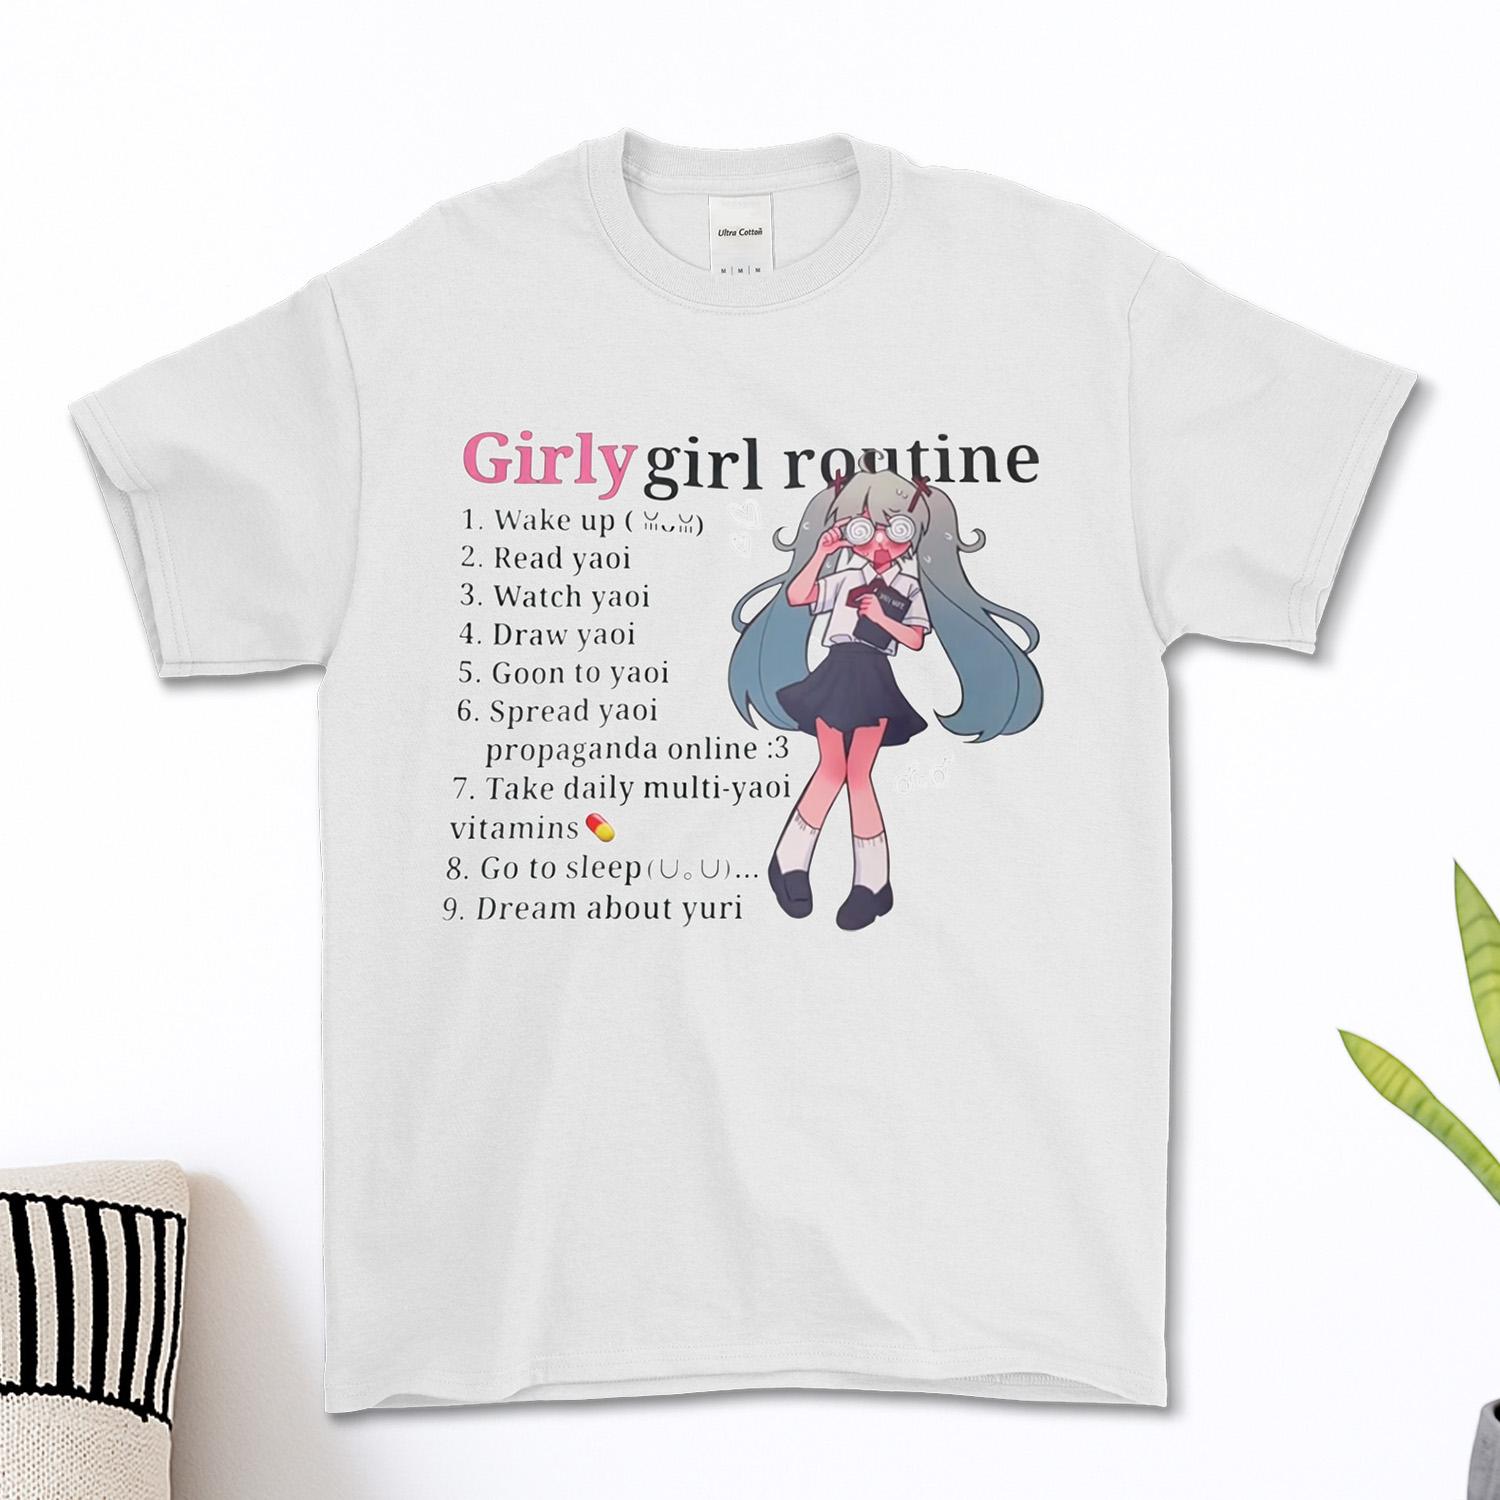 Ultra Cotton
M | M | M
Girly girl routine
1. Wake up (
2. Read yaoi
3. Watch yaoi
4. Draw yaoi
5. Goon to yaoi
6. Spread yaoi
propaganda online :3
7. Take daily multi-yaoi
vitamins💊
8. Go to sleep(∪。∪)...
9. Dream about yuri